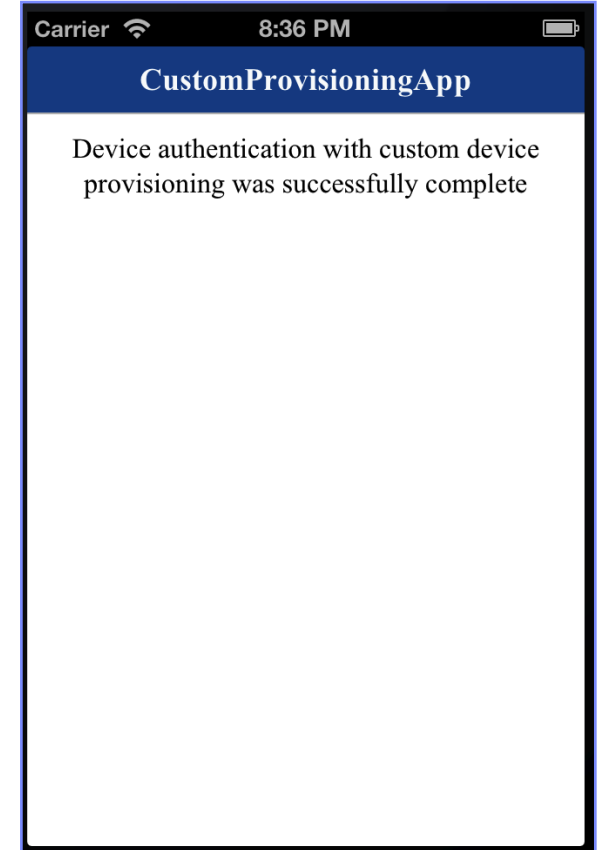 Carrier 8:36 PM
CustomProvisioningApp
Device authentication with custom device
provisioning was successfully complete